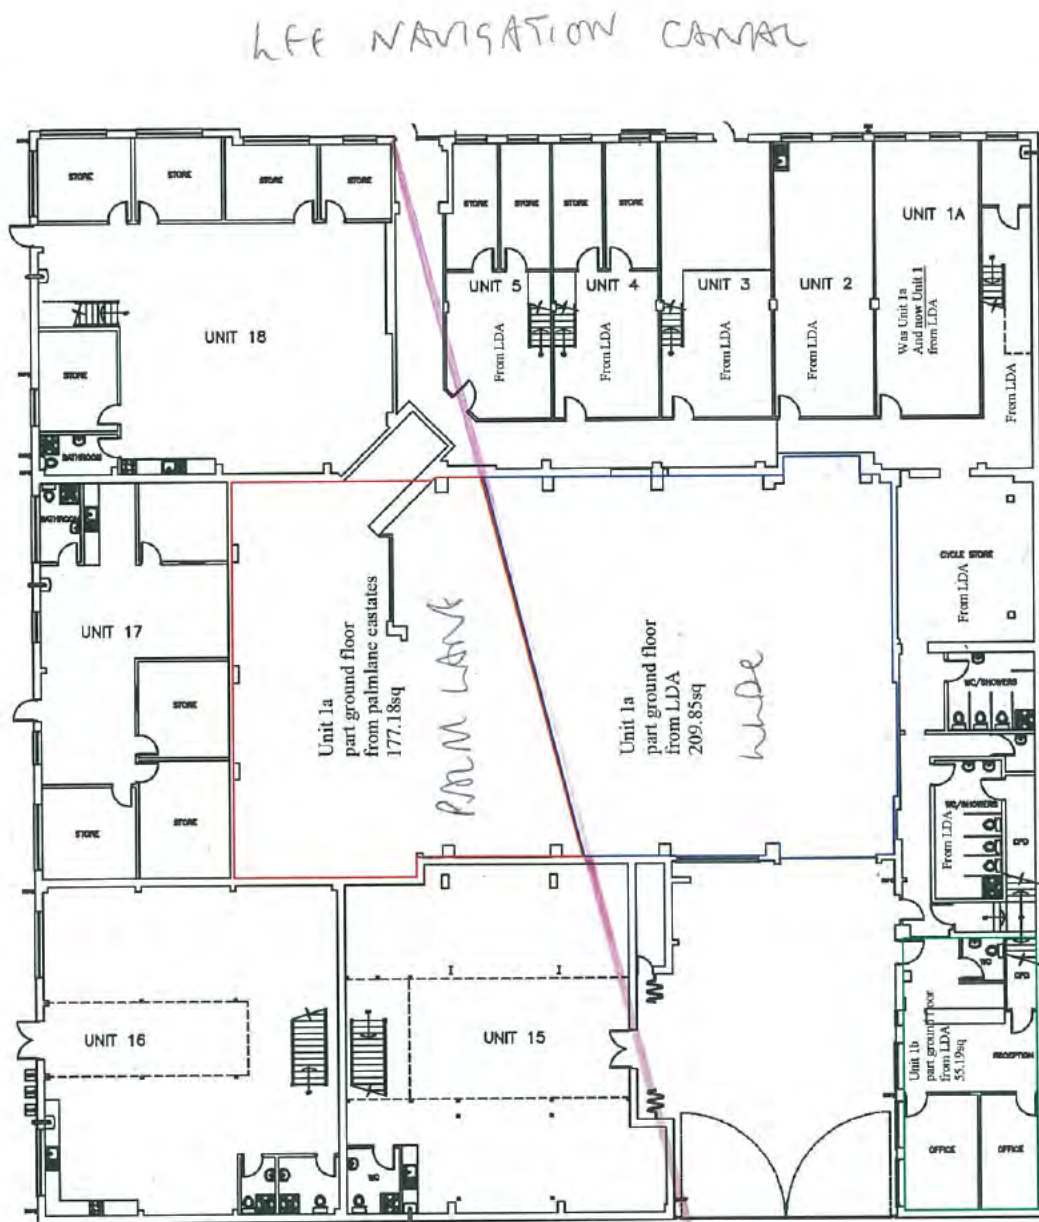 LEE NAVIGATION CANAL
STORE
STORE
STORE
STORE
STORE
STORE
STORE
STORE
UNIT 1A
UNIT 5
UNIT 4
UNIT 3
UNIT 2
Was Unit 1a
And now Unit 1
from LDA
From LDA
From LDA
From LDA
From LDA
From LDA
UNIT 18
STORE
BATHROOM
BATHROOM
CYCLE STORE
From LDA
UNIT 17
Unit 1a
part ground floor
from palmlane eastates
177.18sq
PALM LANE
Unit 1a
part ground floor
from LDA
209.85sq
WC/SHOWERS
STORE
STORE
STORE
WC/SHOWERS
From LDA
CPD
WC
CPD
UNIT 16
UNIT 15
Unit 1b
part ground floor
from LDA
55.19sq
RECEPTION
OFFICE
OFFICE
WC